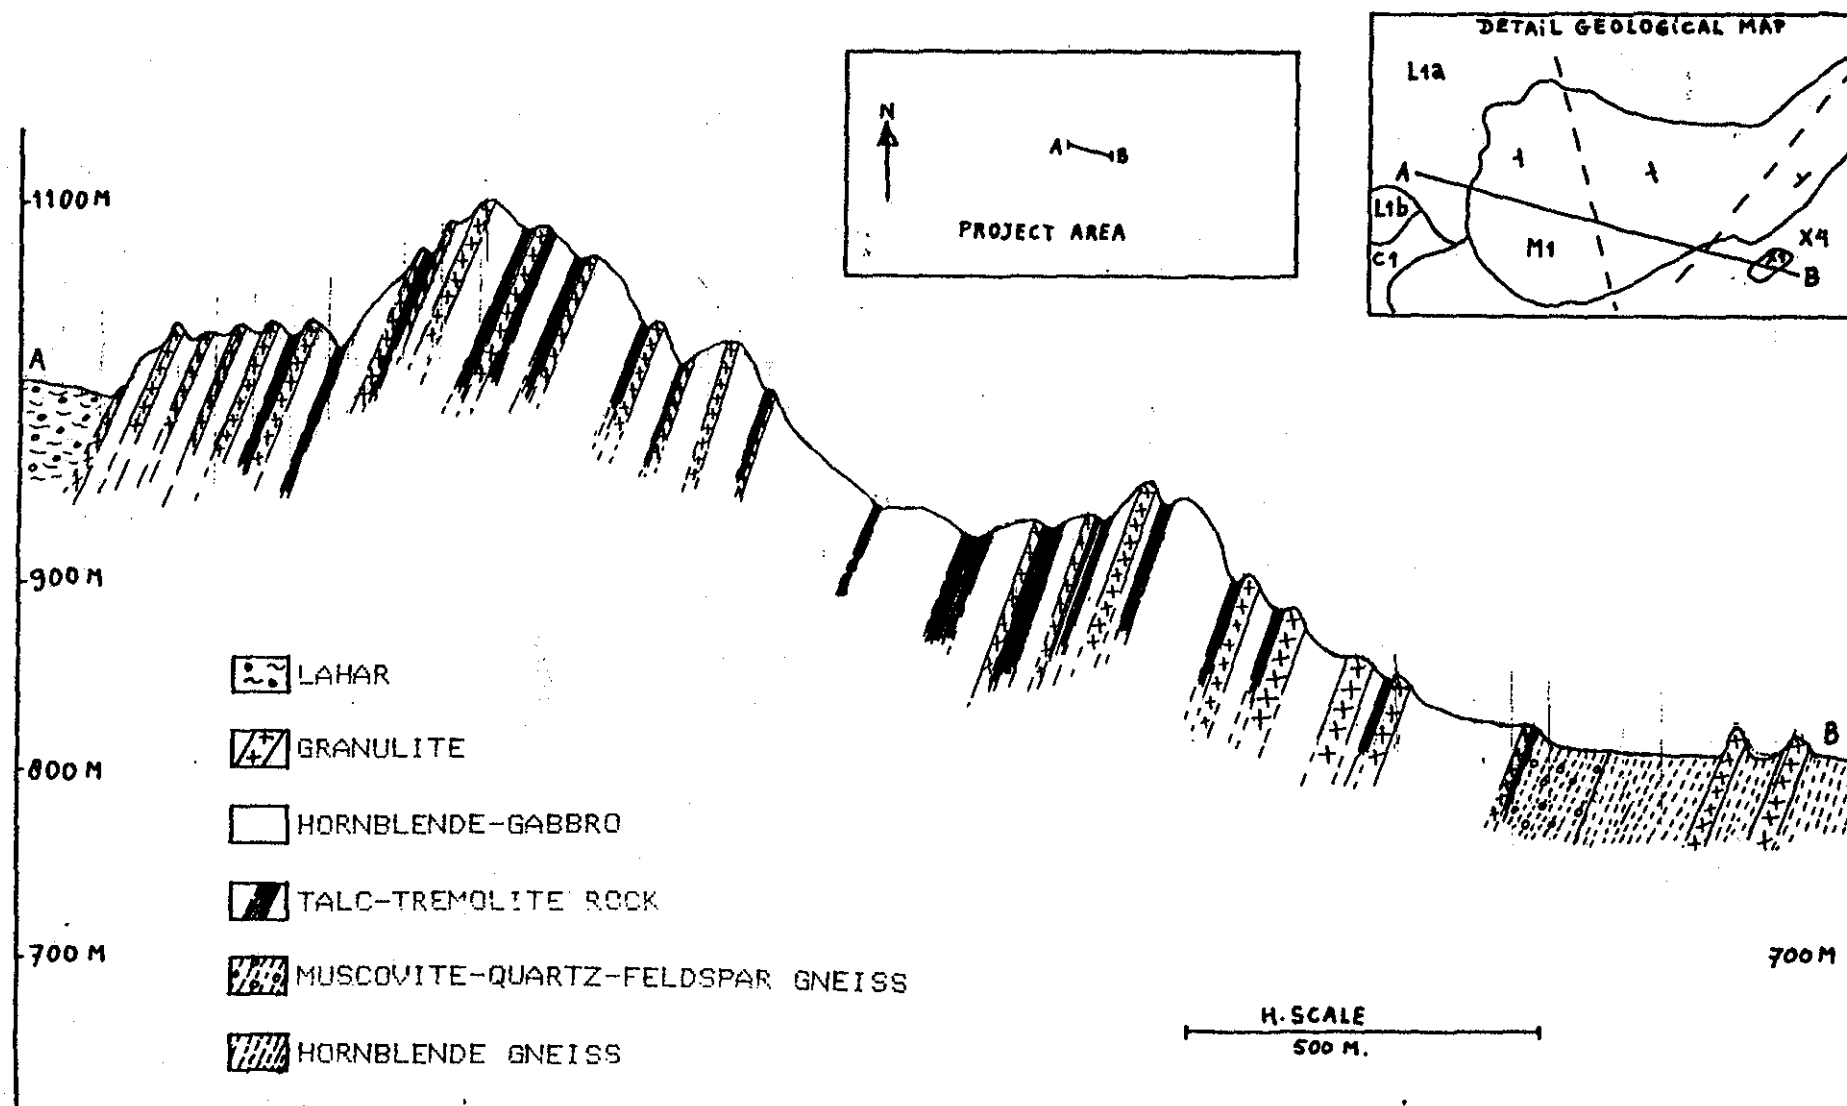 DETAIL GEOLOGICAL MAP
L1a
A
L1b
C1
M1
X4
X1
B
N
A B
PROJECT AREA
1100 M
A
900 M
800 M
B
700 M
700 M
LAHAR
GRANULITE
HORNBLENDE-GABBRO
TALC-TREMOLITE ROCK
MUSCOVITE-QUARTZ-FELDSPAR GNEISS
HORNBLENDE GNEISS
H. SCALE
500 M.